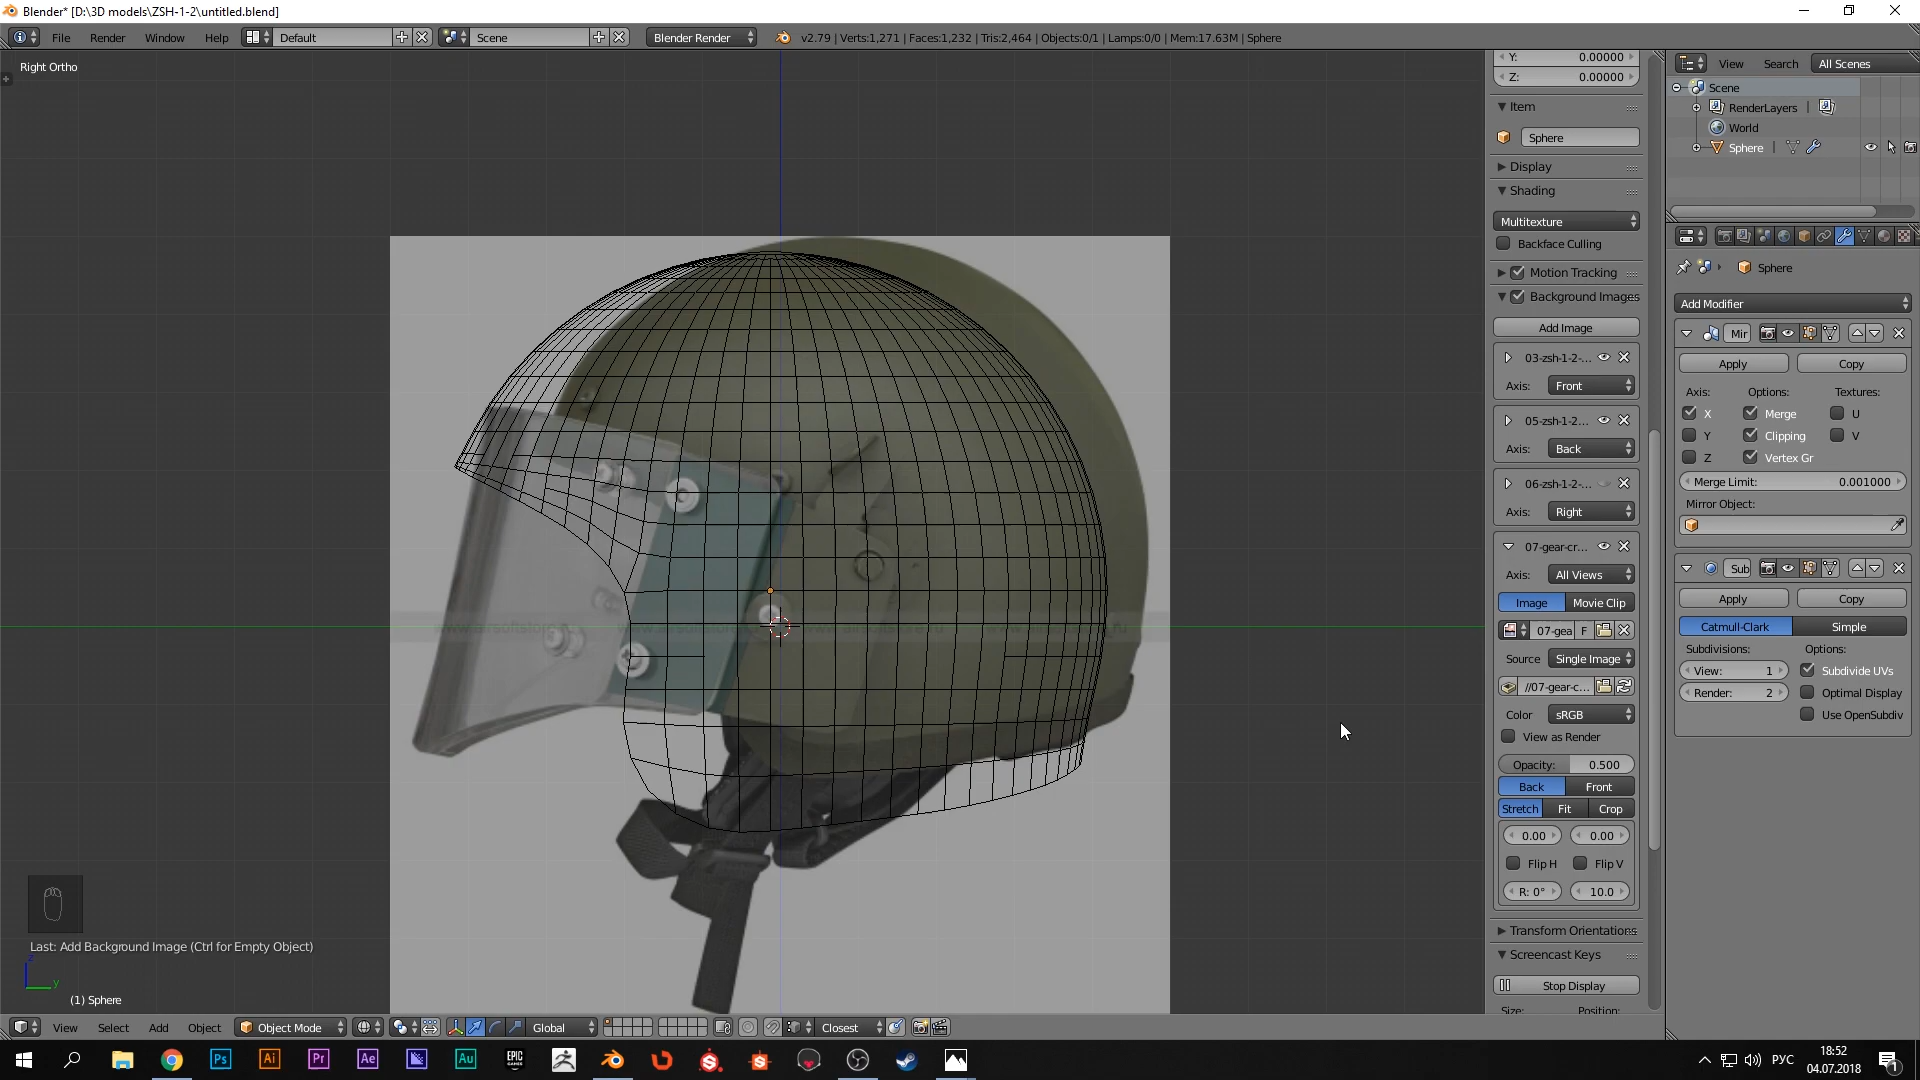 Blender* [D:\3D models\ZSH-1-2\untitled.blend]
File Render Window Help Default Scene Blender Render v2.79 | Verts:1,271 | Faces:1,232 | Tris:2,464 | Objects:0/1 | Lamps:0/0 | Mem:17.63M | Sphere
Right Ortho
Last: Add Background Image (Ctrl for Empty Object)
z
y
(1) Sphere
View Select Add Object Object Mode Global Closest
Y: 0.00000
Z: 0.00000
Item
Sphere
Display
Shading
Multitexture
Backface Culling
Motion Tracking
Background Images
Add Image
03-zsh-1-2-...
Axis: Front
05-zsh-1-2...
Axis: Back
06-zsh-1-2-...
Axis: Right
07-gear-cr...
Axis: All Views
Image Movie Clip
07-gea F
Source Single Image
//07-gear-c...
Color sRGB
View as Render
Opacity: 0.500
Back Front
Stretch Fit Crop
0.00 0.00
Flip H Flip V
R: 0° 10.0
Transform Orientations
Screencast Keys
Stop Display
Size: Position:
View Search All Scenes
Scene
RenderLayers |
World
Sphere |
Sphere
Add Modifier
Mir
Apply Copy
Axis: Options: Textures:
X Merge U
Y Clipping V
Z Vertex Gr
Merge Limit: 0.001000
Mirror Object:
Sub
Apply Copy
Catmull-Clark Simple
Subdivisions: Options:
View: 1 Subdivide UVs
Render: 2 Optimal Display
Use OpenSubdiv
Ps Ai Pr Ae Au EPIC GAMES РУС
18:52
04.07.2018
1